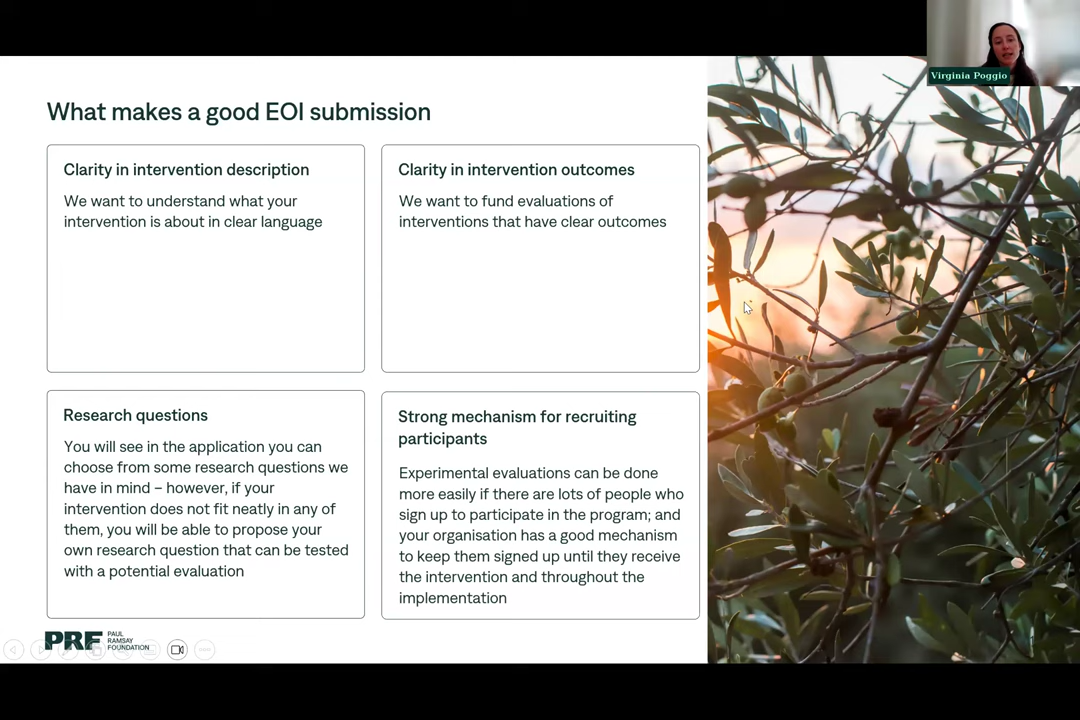 Virginia Poggio
What makes a good EOI submission
Clarity in intervention description
We want to understand what your
intervention is about in clear language
Clarity in intervention outcomes
We want to fund evaluations of
interventions that have clear outcomes
Research questions
You will see in the application you can
choose from some research questions we
have in mind – however, if your
intervention does not fit neatly in any of
them, you will be able to propose your
own research question that can be tested
with a potential evaluation
Strong mechanism for recruiting
participants
Experimental evaluations can be done
more easily if there are lots of people who
sign up to participate in the program; and
your organisation has a good mechanism
to keep them signed up until they receive
the intervention and throughout the
implementation
PRF
PAUL
RAMSAY
FOUNDATION